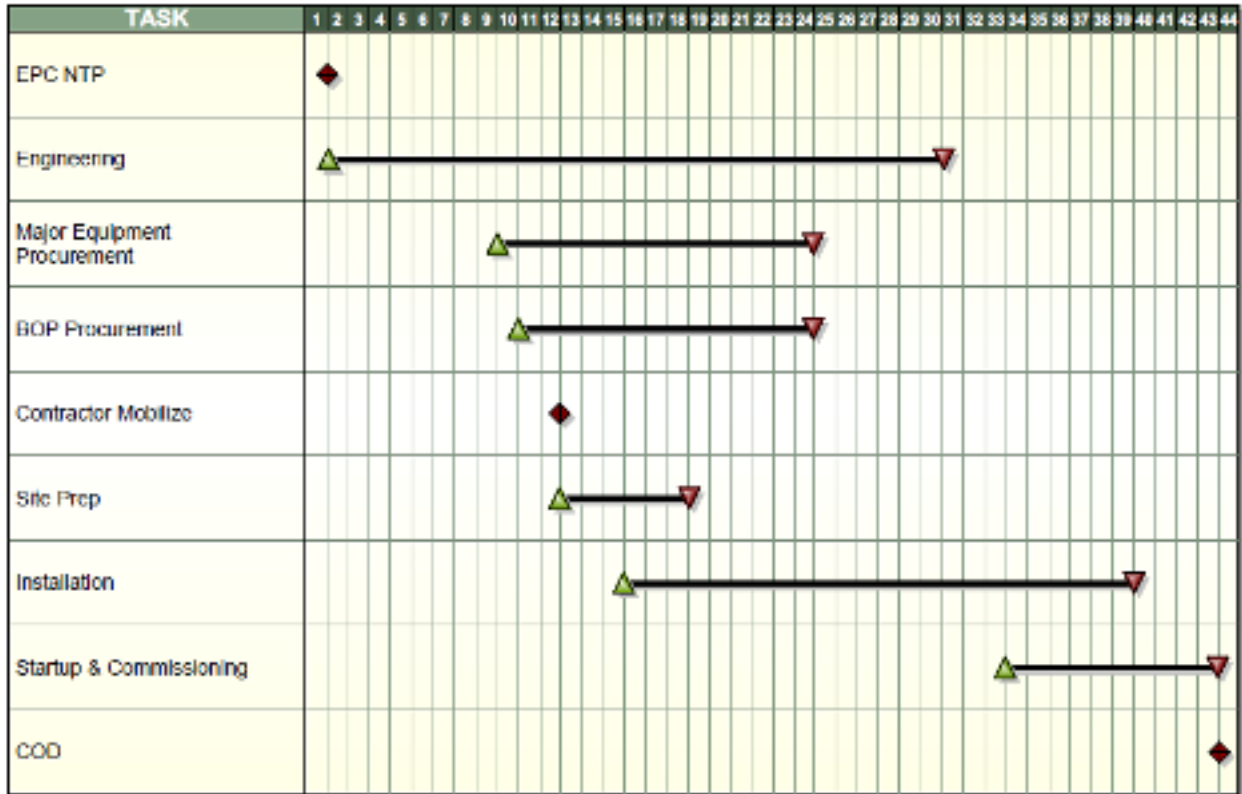 TASK 1 2 3 4 5 6 7 8 9 10 11 12 13 14 15 16 17 18 19 20 21 22 23 24 25 26 27 28 29 30 31 32 33 34 35 36 37 38 39 40 41 42 43 44
EPC NTP
Engineering
Major Equipment
Procurement
BOP Procurement
Contractor Mobilize
Site Prep
Installation
Startup & Commissioning
COD